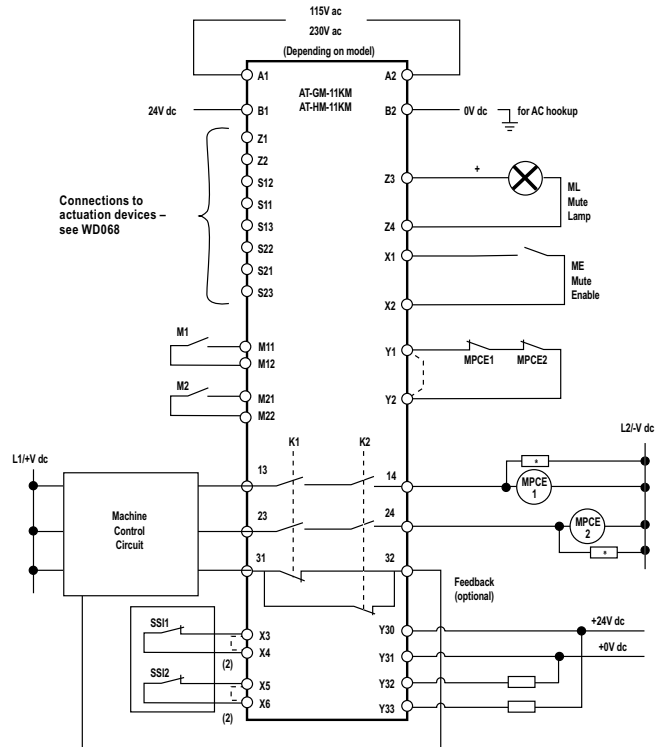 115V ac
230V ac
(Depending on model)
A1
A2
AT-GM-11KM
AT-HM-11KM
24V dc
B1
B2
0V dc
for AC hookup
Z1
Z2
S12
S11
S13
S22
S21
S23
Connections to
actuation devices –
see WD068
Z3
+
ML
Mute
Lamp
Z4
X1
ME
Mute
Enable
X2
M1
M11
M12
M2
M21
M22
Y1
MPCE1
MPCE2
Y2
L1/+V dc
L2/-V dc
K1
K2
13
14
*
MPCE
1
Machine
Control
Circuit
23
24
MPCE
2
*
31
32
Feedback
(optional)
SSI1
X3
X4
(2)
SSI2
X5
X6
(2)
Y30
+24V dc
Y31
+0V dc
Y32
Y33